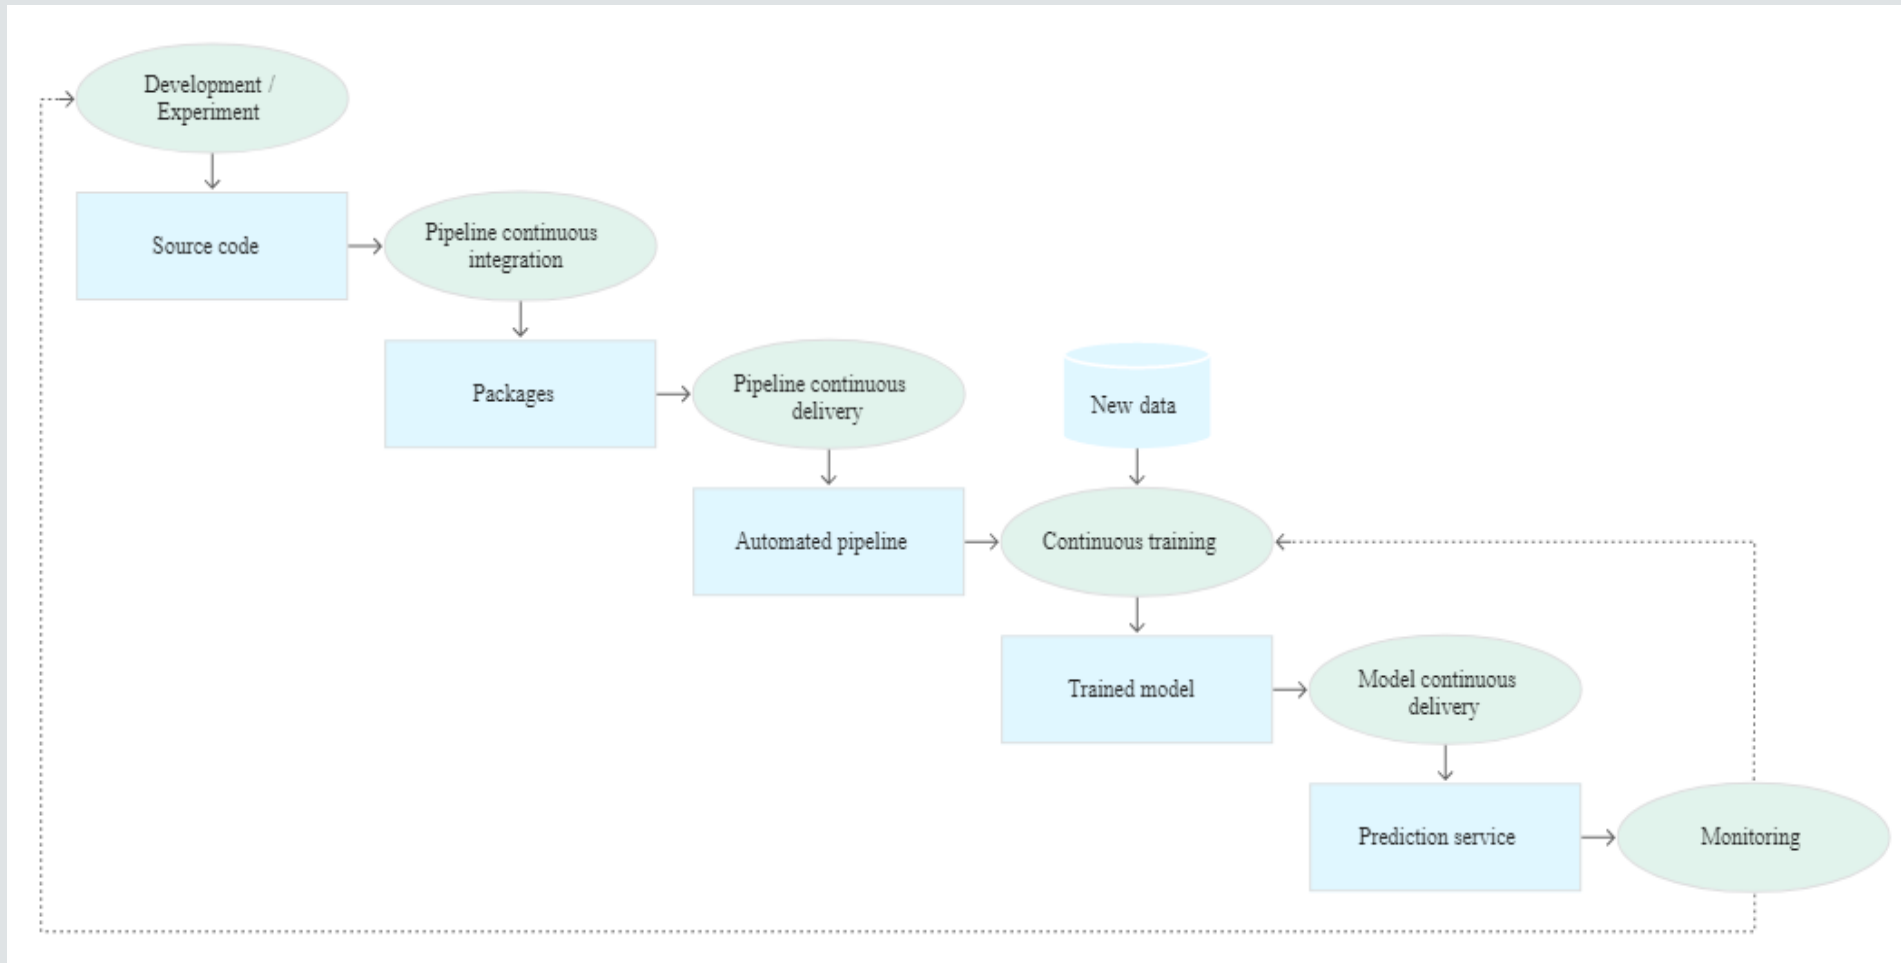 Development /
Experiment
Source code
Pipeline continuous
integration
Packages
Pipeline continuous
delivery
New data
Automated pipeline
Continuous training
Trained model
Model continuous
delivery
Prediction service
Monitoring